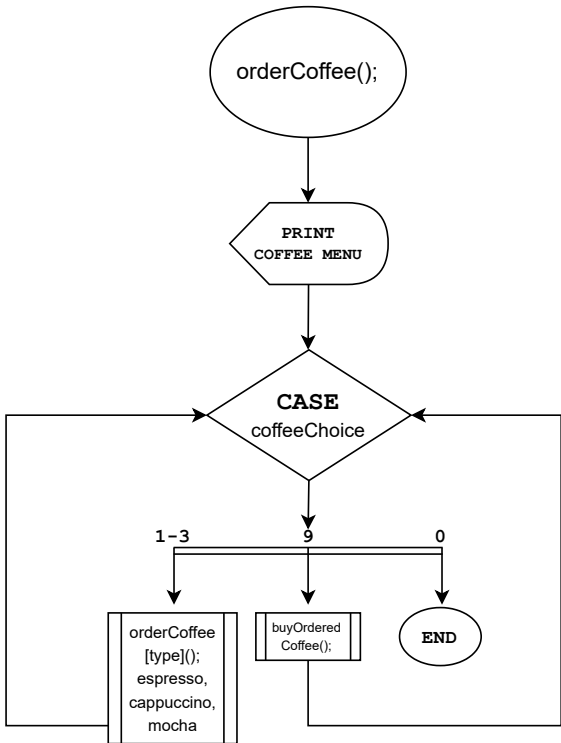 orderCoffee();
PRINT
COFFEE MENU
CASE
coffeeChoice
1-3
9
0
orderCoffee
[type]();
espresso,
cappuccino,
mocha
buyOrdered
Coffee();
END